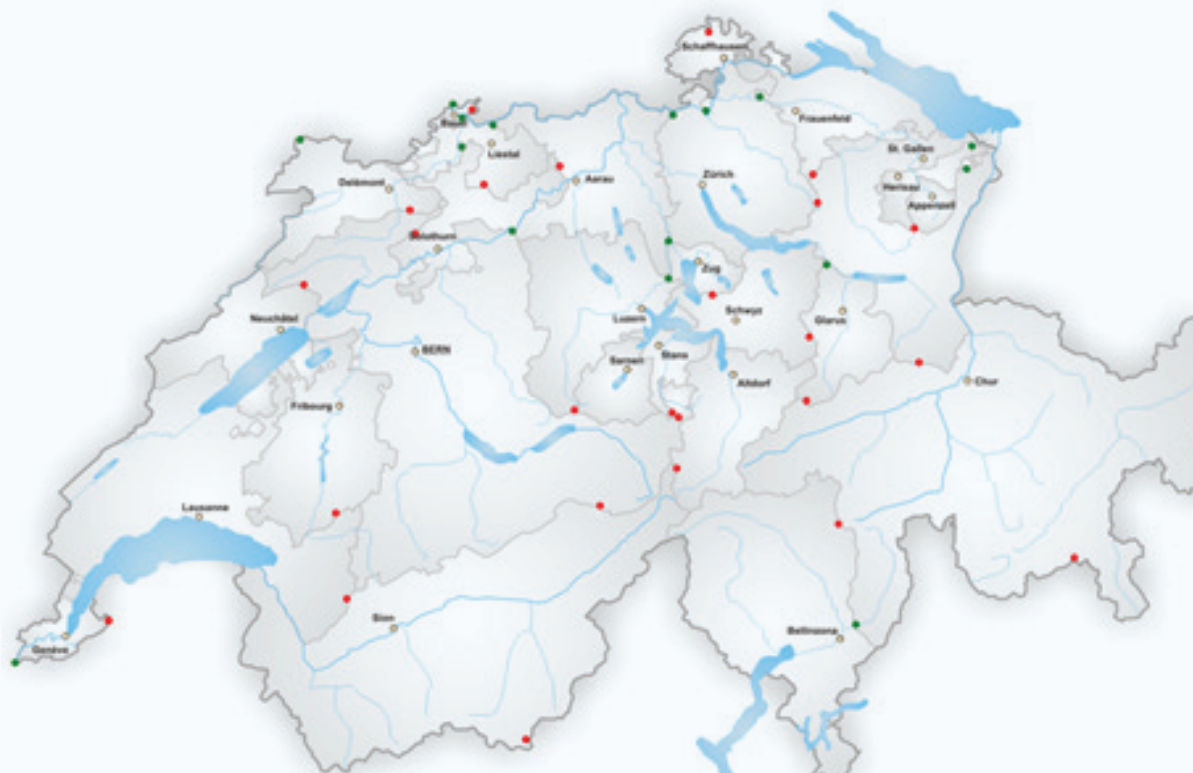 Schaffhausen
Frauenfeld
Basel
Liestal
St. Gallen
Delémont
Aarau
Zürich
Herisau
Appenzell
Solothurn
Zug
Neuchâtel
Luzern
Schwyz
Glarus
BERN
Stans
Sarnen
Altdorf
Chur
Fribourg
Lausanne
Sion
Bellinzona
Genève